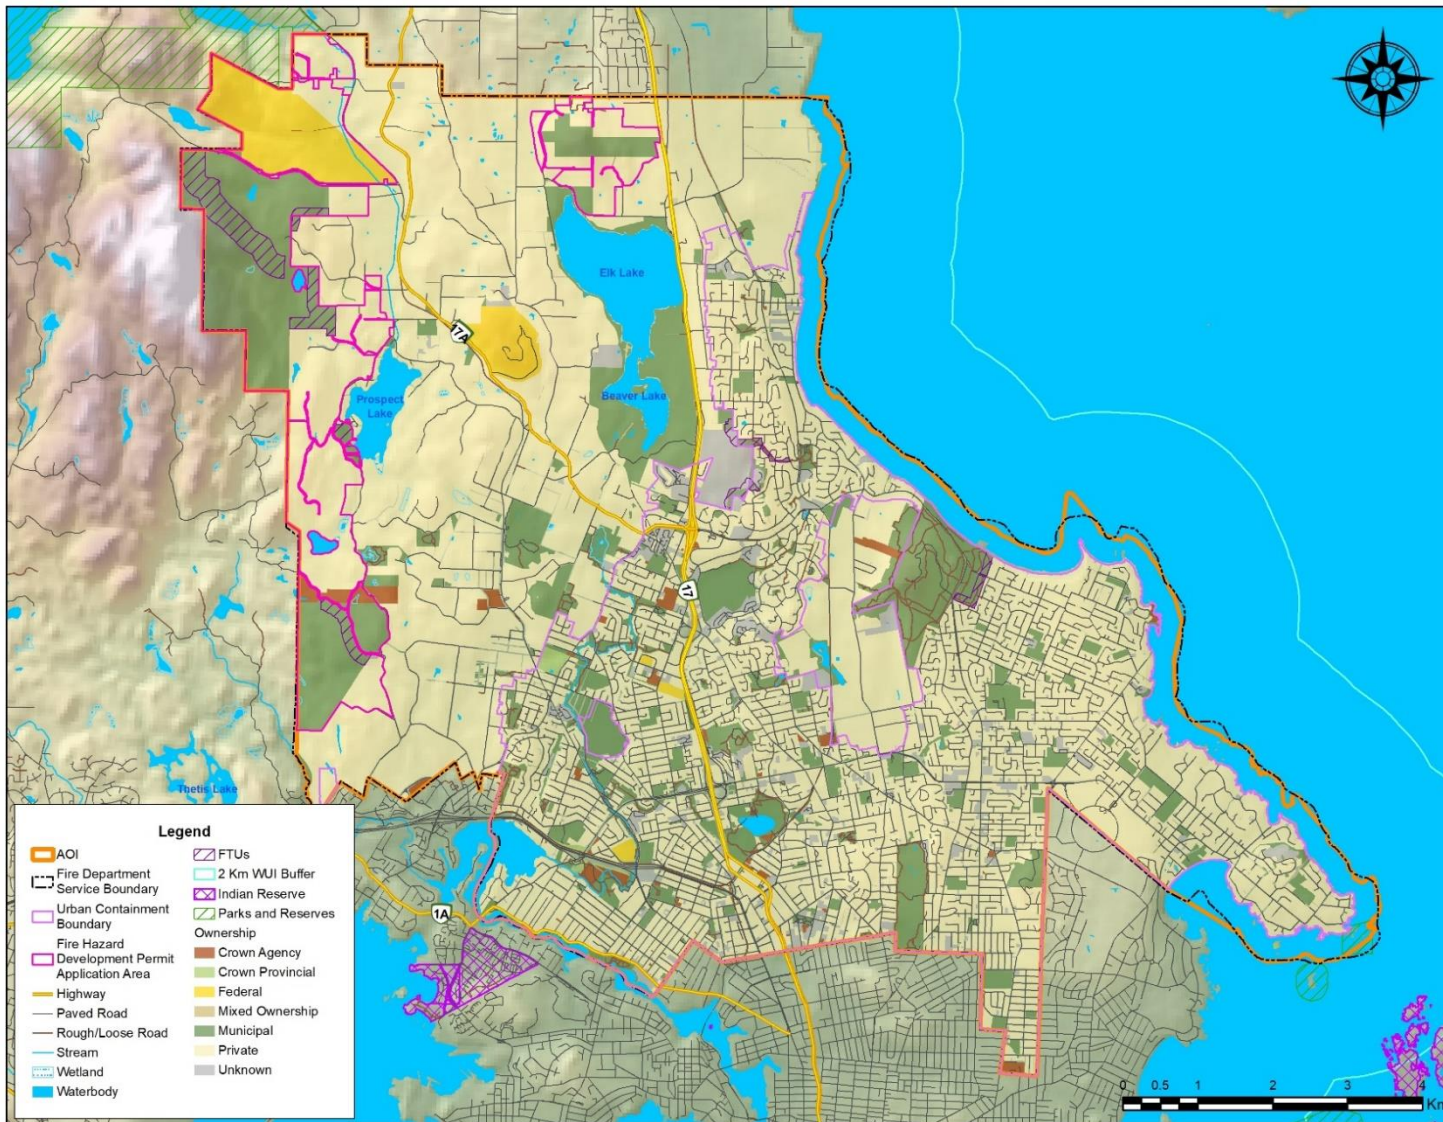 Elk Lake
17A
Beaver Lake
Prospect
Lake
17
Thetis Lake
1A
Legend
AOI
Fire Department
Service Boundary
Urban Containment
Boundary
Fire Hazard
Development Permit
Application Area
Highway
Paved Road
Rough/Loose Road
Stream
Wetland
Waterbody
FTUs
2 Km WUI Buffer
Indian Reserve
Parks and Reserves
Ownership
Crown Agency
Crown Provincial
Federal
Mixed Ownership
Municipal
Private
Unknown
0 0.5 1 2 3 4
Km